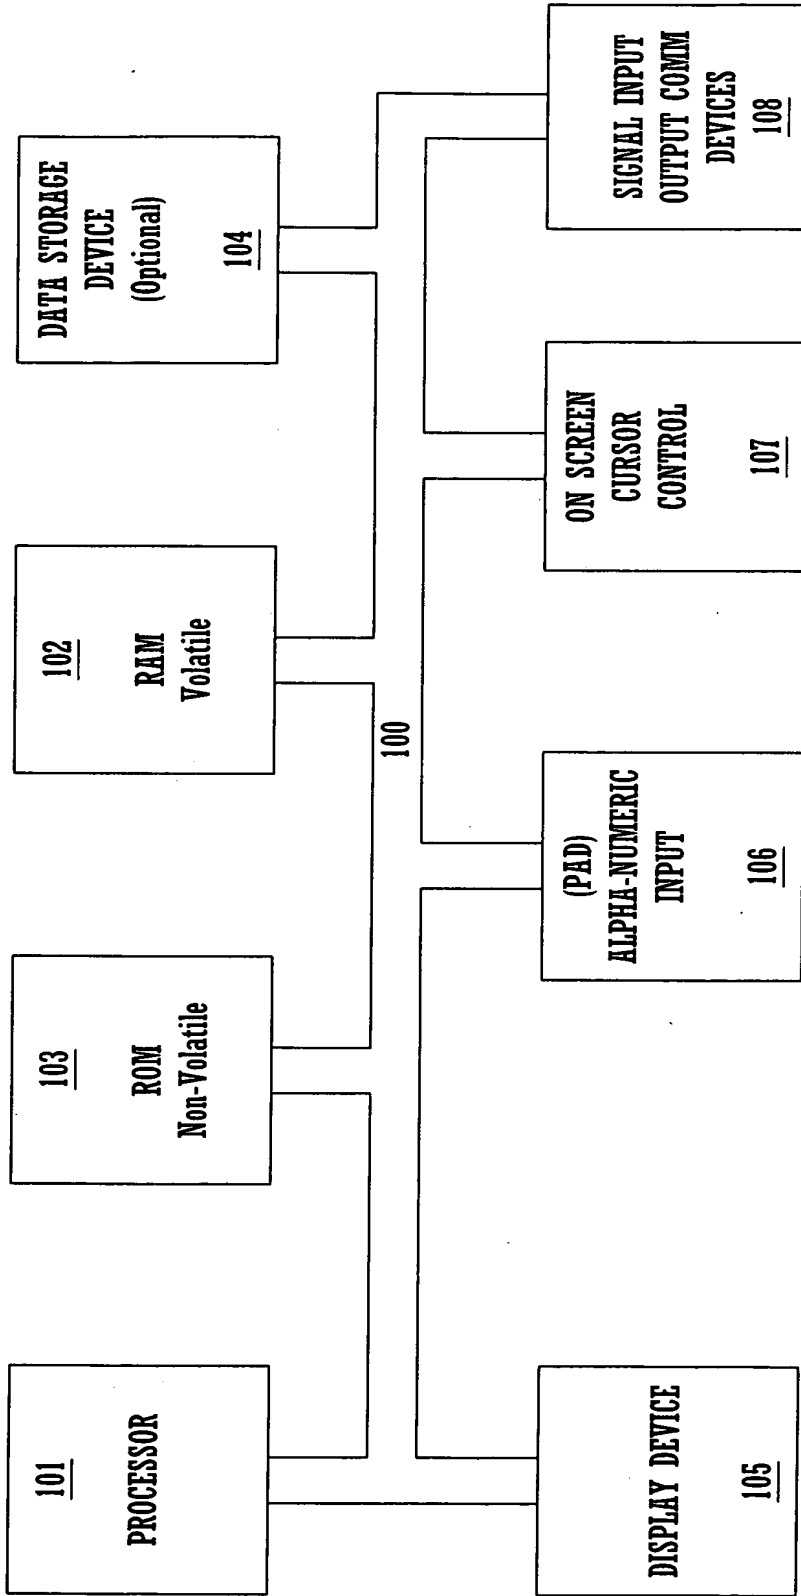 101
PROCESSOR
103
ROM
Non-Volatile
102
RAM
Volatile
DATA STORAGE
DEVICE
(Optional)
104
100
DISPLAY DEVICE
105
(PAD)
ALPHA-NUMERIC
INPUT
106
ON SCREEN
CURSOR
CONTROL
107
SIGNAL INPUT
OUTPUT COMM
DEVICES
108